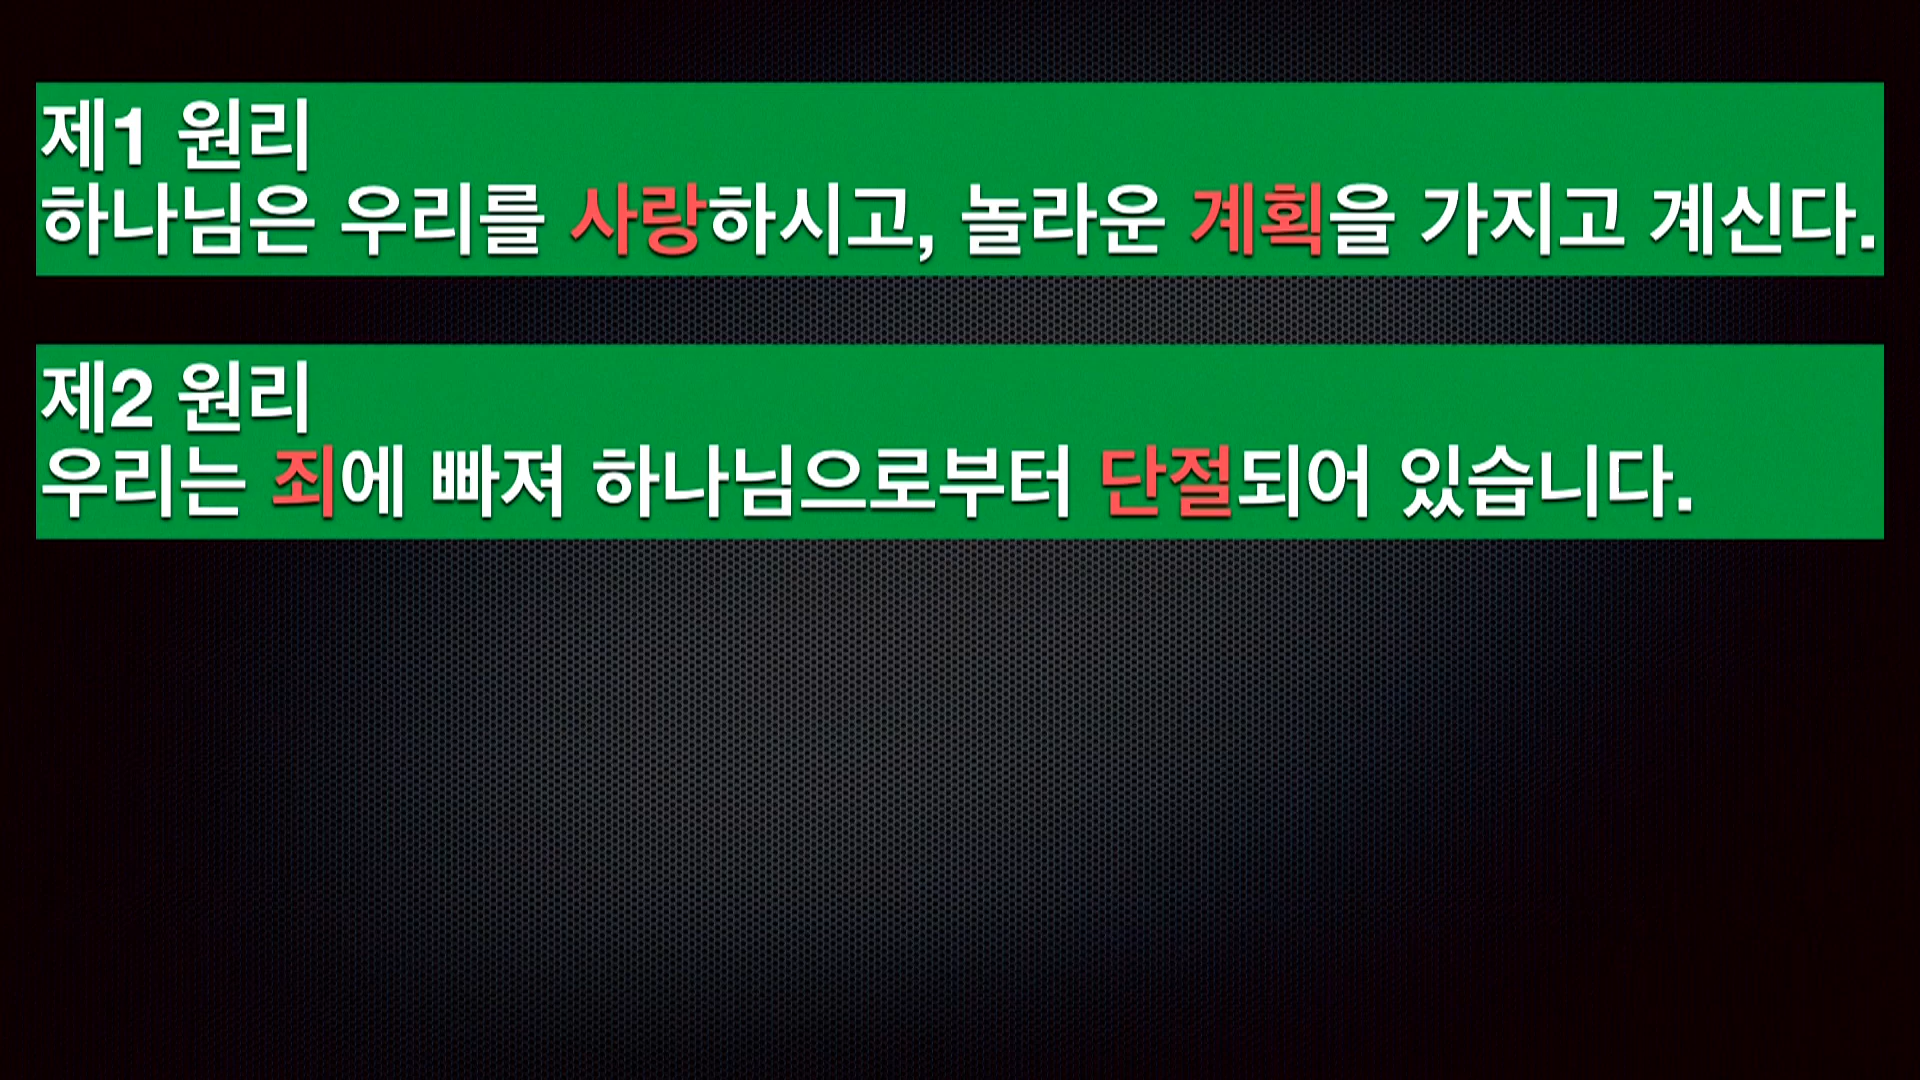 제1 원리
하나님은 우리를 사랑하시고, 놀라운 계획을 가지고 계신다.
제2 원리
우리는 죄에 빠져 하나님으로부터 단절되어 있습니다.